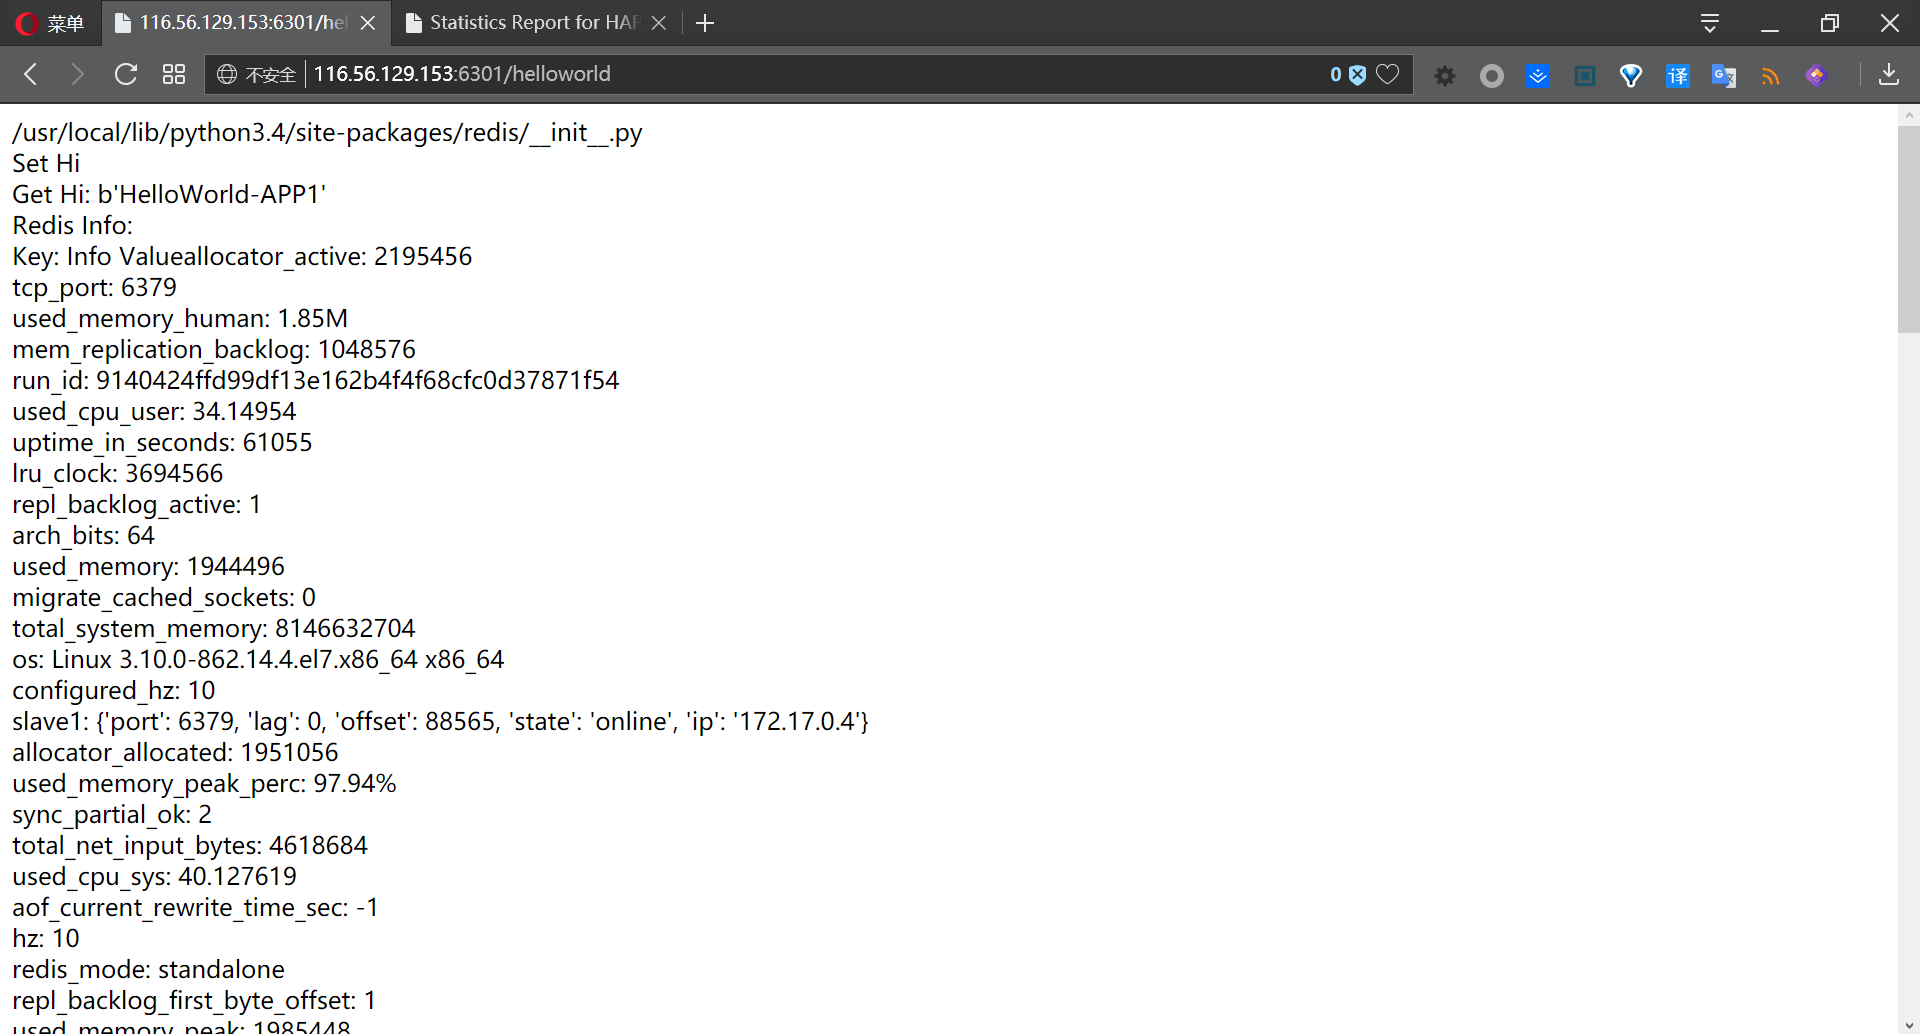 菜单
116.56.129.153:6301/hel
Statistics Report for HAP
不安全
116.56.129.153:6301/helloworld
0
译
/usr/local/lib/python3.4/site-packages/redis/__init__.py
Set Hi
Get Hi: b'HelloWorld-APP1'
Redis Info:
Key: Info Valueallocator_active: 2195456
tcp_port: 6379
used_memory_human: 1.85M
mem_replication_backlog: 1048576
run_id: 9140424ffd99df13e162b4f4f68cfc0d37871f54
used_cpu_user: 34.14954
uptime_in_seconds: 61055
lru_clock: 3694566
repl_backlog_active: 1
arch_bits: 64
used_memory: 1944496
migrate_cached_sockets: 0
total_system_memory: 8146632704
os: Linux 3.10.0-862.14.4.el7.x86_64 x86_64
configured_hz: 10
slave1: {'port': 6379, 'lag': 0, 'offset': 88565, 'state': 'online', 'ip': '172.17.0.4'}
allocator_allocated: 1951056
used_memory_peak_perc: 97.94%
sync_partial_ok: 2
total_net_input_bytes: 4618684
used_cpu_sys: 40.127619
aof_current_rewrite_time_sec: -1
hz: 10
redis_mode: standalone
repl_backlog_first_byte_offset: 1
used_memory_peak: 1985448